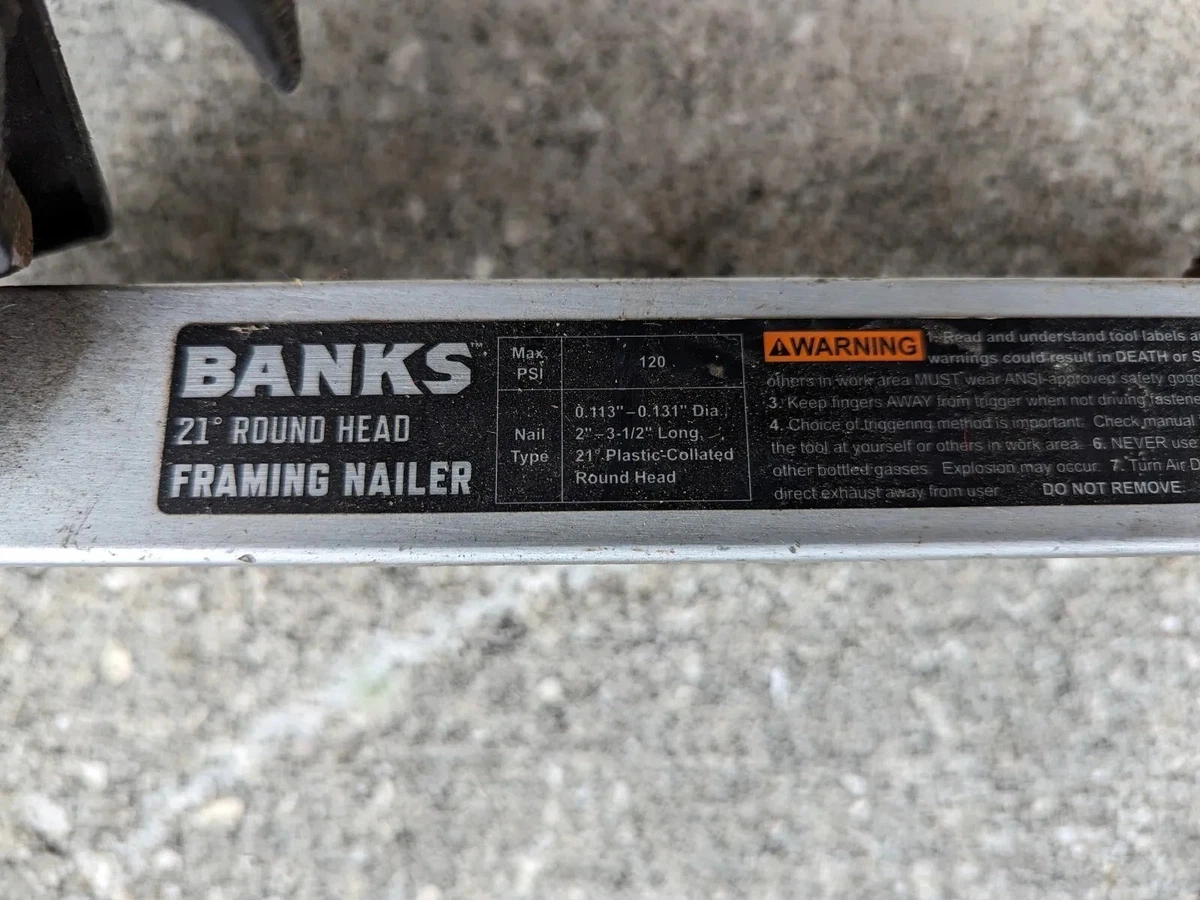 BANKS™
21° ROUND HEAD
FRAMING NAILER
Max
PSI
120
Nail
Type
0.113"–0.131" Dia.
2"–3-1/2" Long,
21° Plastic-Collated
Round Head
WARNING
Read and understand tool labels
warnings could result in DEATH or
others in work area MUST wear ANSI-approved safety
3. Keep fingers AWAY from trigger when not driving
4. Choice of triggering method is important. Check manual
the tool at yourself or others in work area. 6. NEVER use
other bottled gasses. Explosion may occur. 7. Turn Air
direct exhaust away from user.
DO NOT REMOVE.